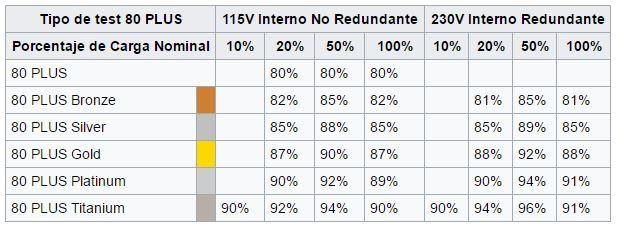 Tipo de test 80 PLUS 115V Interno No Redundante 230V Interno Redundante
Porcentaje de Carga Nominal 10% 20% 50% 100% 10% 20% 50% 100%
80 PLUS 80% 80% 80%
80 PLUS Bronze 82% 85% 82% 81% 85% 81%
80 PLUS Silver 85% 88% 85% 85% 89% 85%
80 PLUS Gold 87% 90% 87% 88% 92% 88%
80 PLUS Platinum 90% 92% 89% 90% 94% 91%
80 PLUS Titanium 90% 92% 94% 90% 90% 94% 96% 91%